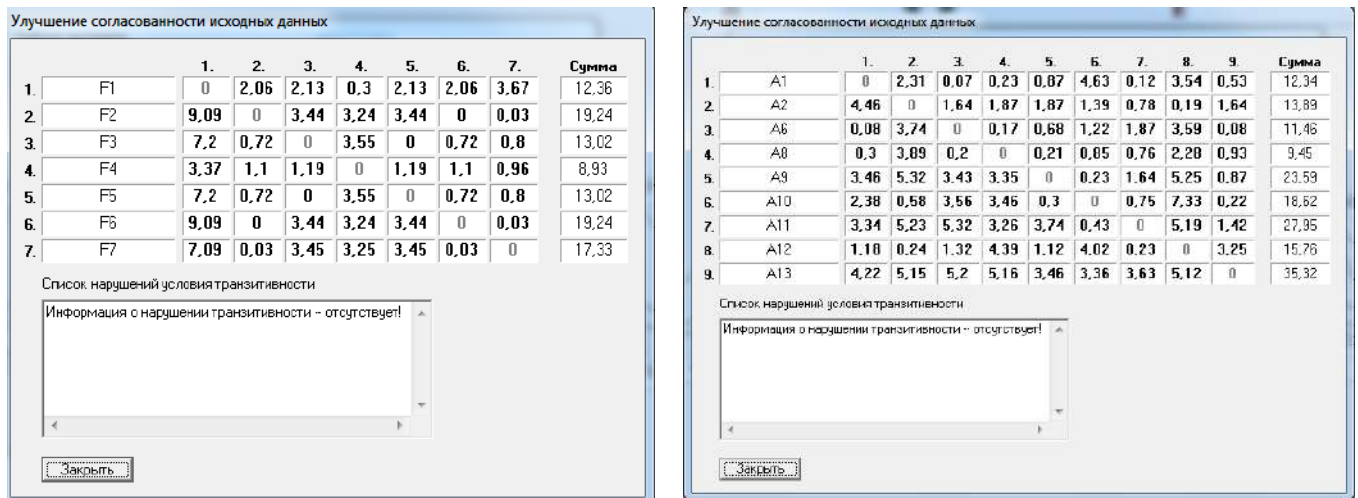 Улучшение согласованности исходных данных
1. 2. 3. 4. 5. 6. 7. Сумма
1. F1 0 2,06 2,13 0,3 2,13 2,06 3,67 12,36
2. F2 9,09 0 3,44 3,24 3,44 0 0,03 19,24
3. F3 7,2 0,72 0 3,55 0 0,72 0,8 13,02
4. F4 3,37 1,1 1,19 0 1,19 1,1 0,96 8,93
5. F5 7,2 0,72 0 3,55 0 0,72 0,8 13,02
6. F6 9,09 0 3,44 3,24 3,44 0 0,03 19,24
7. F7 7,09 0,03 3,45 3,25 3,45 0,03 0 17,33
Список нарушений условия транзитивности
Информация о нарушении транзитивности - отсутствует!
Закрыть
Улучшение согласованности исходных данных
1. 2. 3. 4. 5. 6. 7. 8. 9. Сумма
1. A1 0 2,31 0,07 0,23 0,87 4,63 0,12 3,54 0,53 12,34
2. A2 4,46 0 1,64 1,87 1,87 1,39 0,78 0,19 1,64 13,89
3. A6 0,08 3,74 0 0,17 0,68 1,22 1,87 3,59 0,08 11,46
4. A8 0,3 3,89 0,2 0 0,21 0,85 0,76 2,28 0,93 9,45
5. A9 3,46 5,32 3,43 3,35 0 0,23 1,64 5,25 0,87 23,59
6. A10 2,38 0,58 3,56 3,46 0,3 0 0,75 7,33 0,22 18,62
7. A11 3,34 5,23 5,32 3,26 3,74 0,43 0 5,19 1,42 27,95
8. A12 1,18 0,24 1,32 4,39 1,12 4,02 0,23 0 3,25 15,76
9. A13 4,22 5,15 5,2 5,16 3,46 3,36 3,63 5,12 0 35,32
Список нарушений условия транзитивности
Информация о нарушении транзитивности - отсутствует!
Закрыть